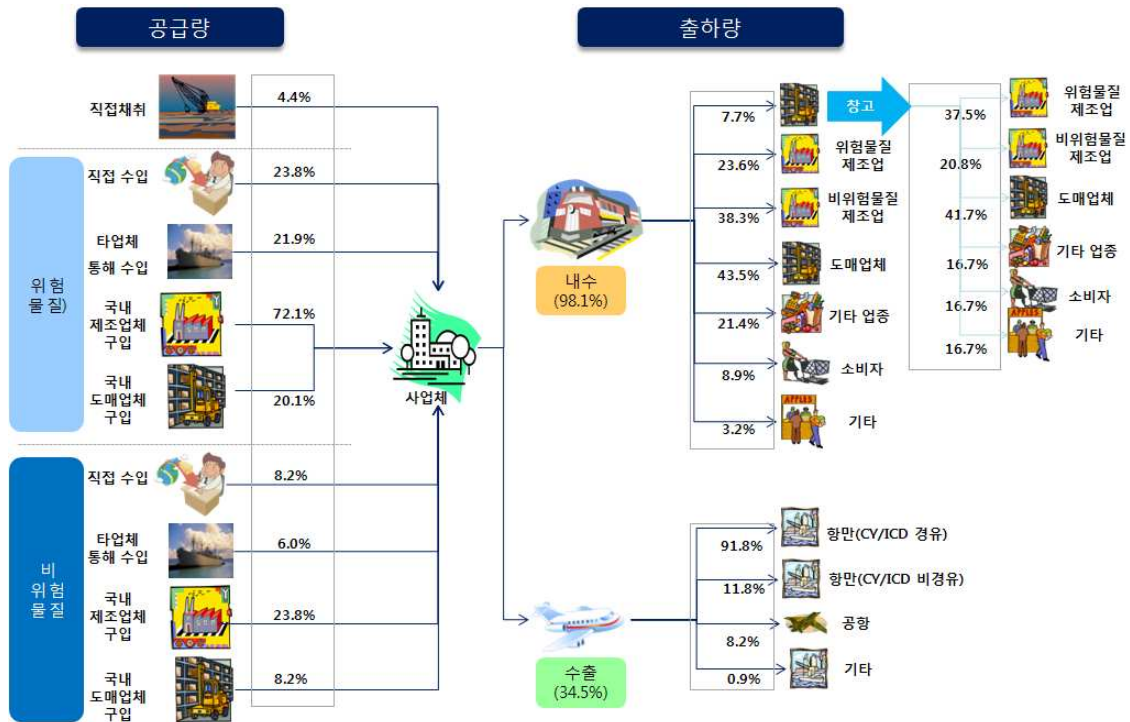 공급량
출하량
직접채취
4.4%
위험
물질)
직접 수입
23.8%
타업체
통해 수입
21.9%
국내
제조업체
구입
72.1%
국내
도매업체
구입
20.1%
비
위험
물질
직접 수입
8.2%
타업체
통해 수입
6.0%
국내
제조업체
구입
23.8%
국내
도매업체
구입
8.2%
사업체
내수
(98.1%)
7.7%
창고
23.6%
위험물질
제조업
38.3%
비위험물질
제조업
43.5%
도매업체
21.4%
기타 업종
8.9%
소비자
3.2%
APPLES
기타
37.5%
위험물질
제조업
20.8%
비위험물질
제조업
41.7%
도매업체
16.7%
기타 업종
16.7%
소비자
16.7%
APPLES
기타
수출
(34.5%)
91.8%
항만(CV/ICD 경유)
11.8%
항만(CV/ICD 비경유)
8.2%
공항
0.9%
기타